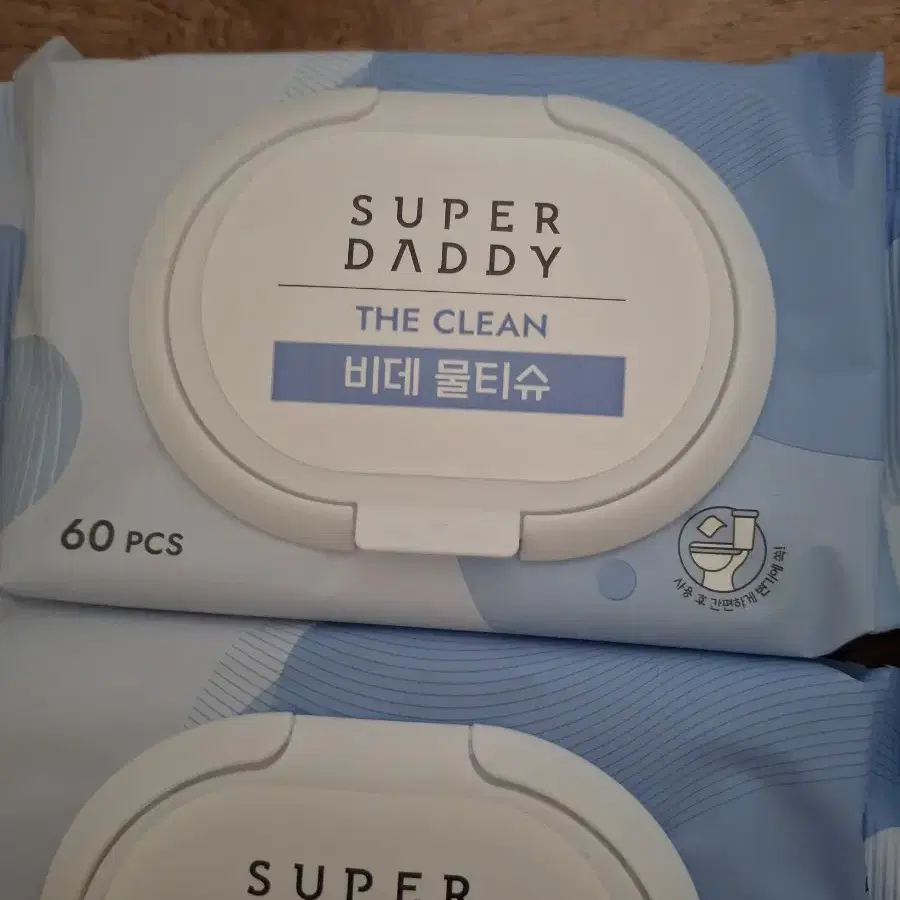 SUPER
DADDY
THE CLEAN
비데 물티슈
60 PCS
사용 후 간편하게 변기에 쏙!
SUPER